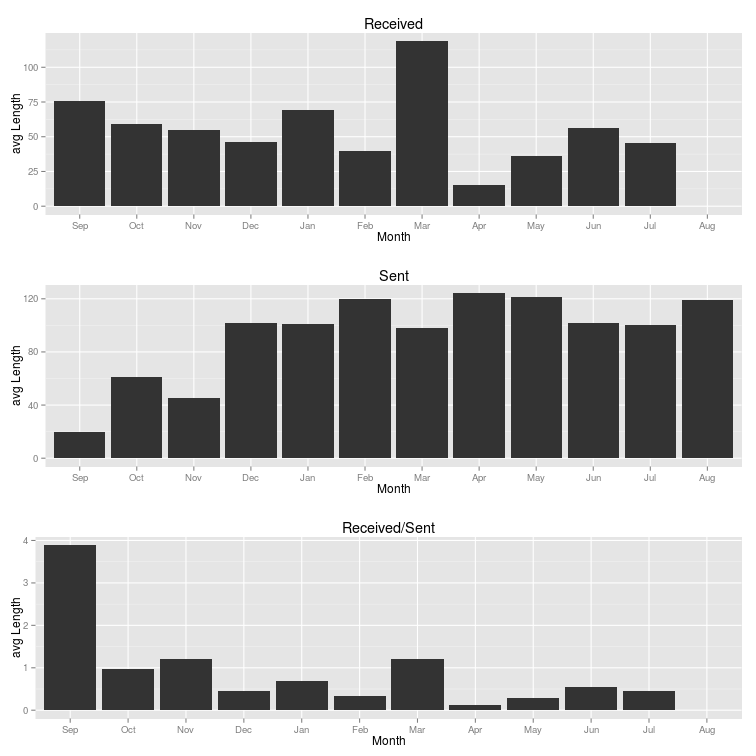 Received
avg Length
100
75
50
25
0
Sep Oct Nov Dec Jan Feb Mar Apr May Jun Jul Aug
Month
Sent
avg Length
120
80
40
0
Sep Oct Nov Dec Jan Feb Mar Apr May Jun Jul Aug
Month
Received/Sent
avg Length
4
3
2
1
0
Sep Oct Nov Dec Jan Feb Mar Apr May Jun Jul Aug
Month